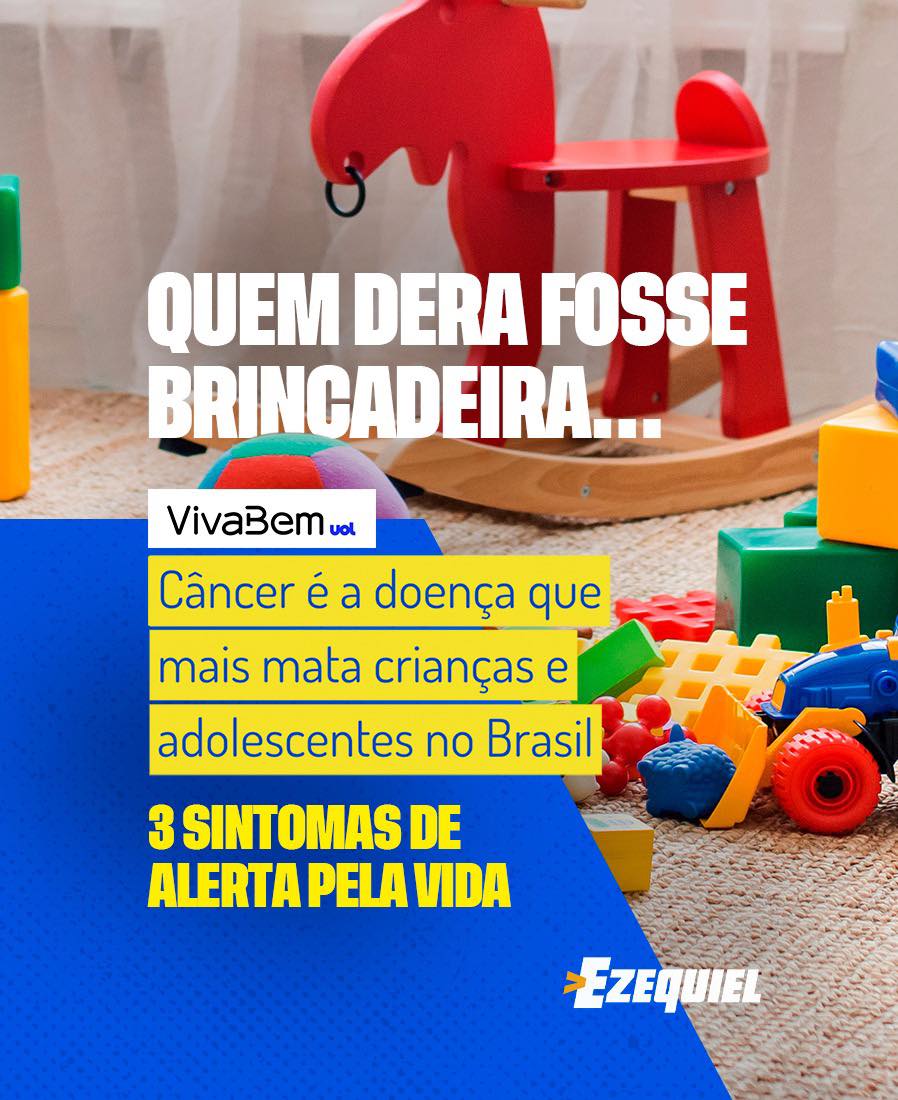 QUEM DERA FOSSE
BRINCADEIRA...
VivaBem uol
Câncer é a doença que
mais mata crianças e
adolescentes no Brasil
3 SINTOMAS DE
ALERTA PELA VIDA
EZEQUIEL